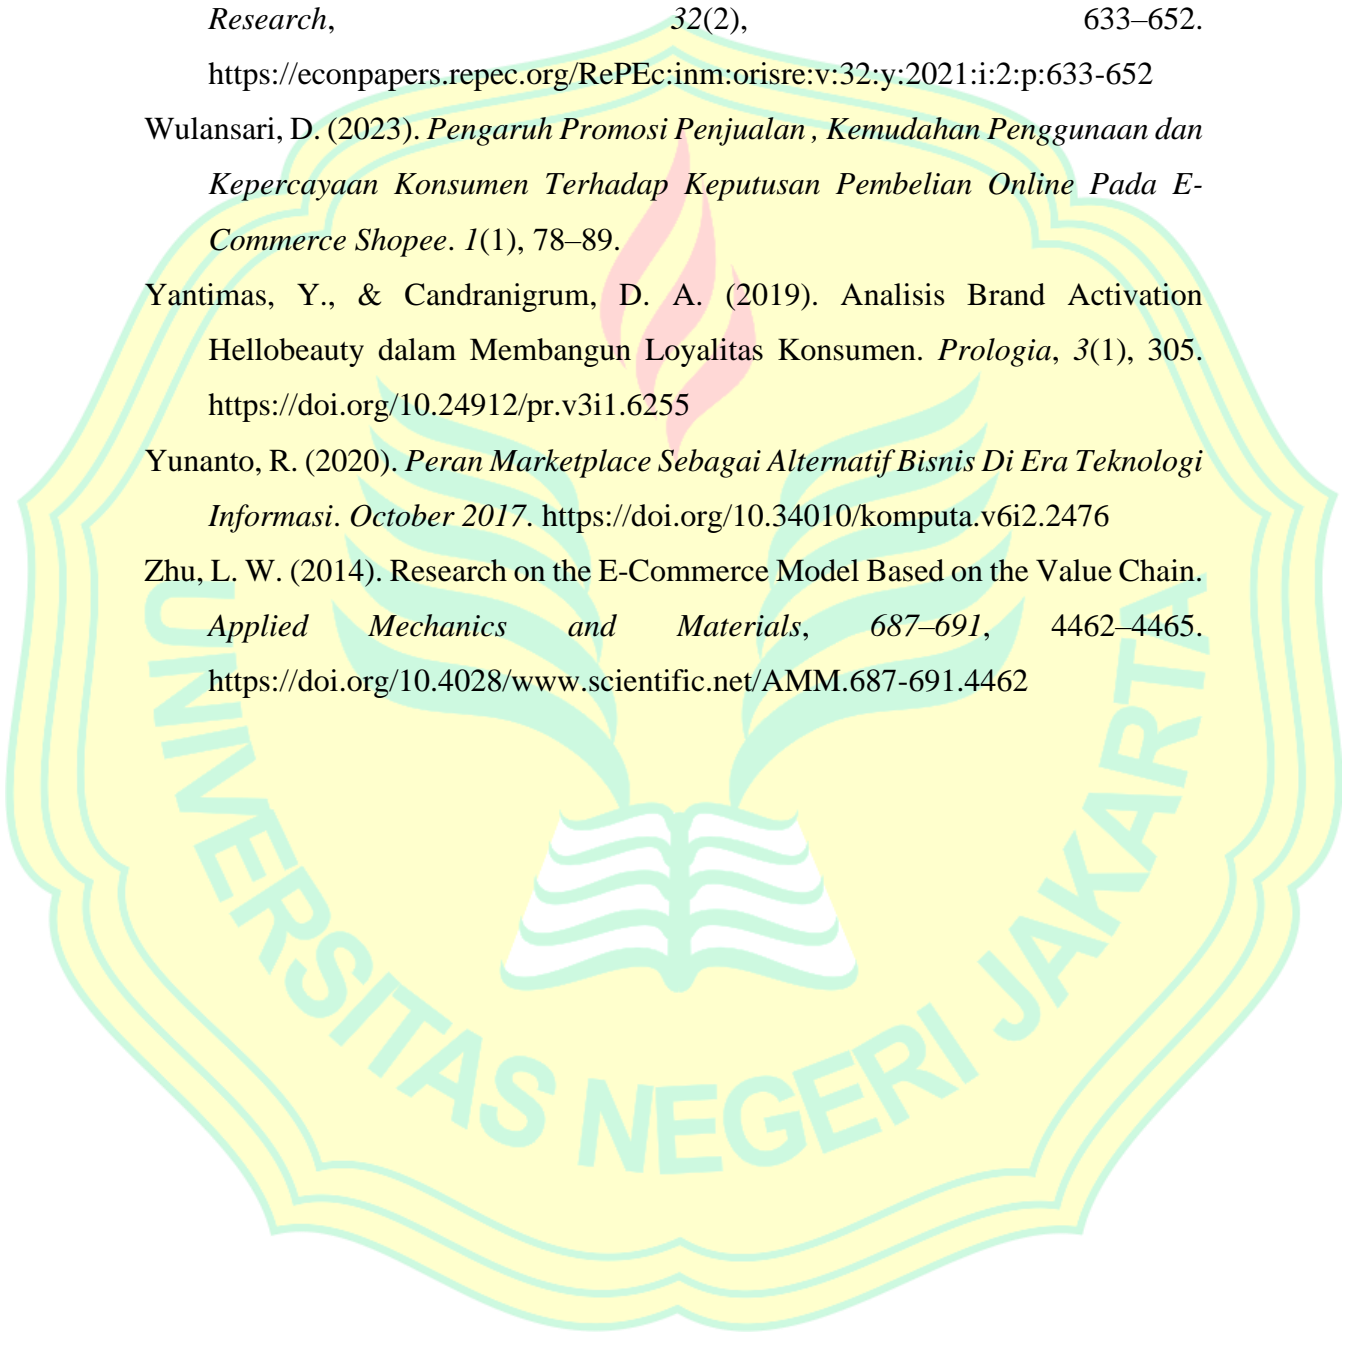 Research, 32(2), 633–652.
https://econpapers.repec.org/RePEc:inm:orisre:v:32:y:2021:i:2:p:633-652
Wulansari, D. (2023). Pengaruh Promosi Penjualan , Kemudahan Penggunaan dan
Kepercayaan Konsumen Terhadap Keputusan Pembelian Online Pada E-
Commerce Shopee. 1(1), 78–89.
Yantimas, Y., & Candranigrum, D. A. (2019). Analisis Brand Activation
Hellobeauty dalam Membangun Loyalitas Konsumen. Prologia, 3(1), 305.
https://doi.org/10.24912/pr.v3i1.6255
Yunanto, R. (2020). Peran Marketplace Sebagai Alternatif Bisnis Di Era Teknologi
Informasi. October 2017. https://doi.org/10.34010/komputa.v6i2.2476
Zhu, L. W. (2014). Research on the E-Commerce Model Based on the Value Chain.
Applied Mechanics and Materials, 687–691, 4462–4465.
https://doi.org/10.4028/www.scientific.net/AMM.687-691.4462
UNIVERSITAS NEGERI JAKARTA